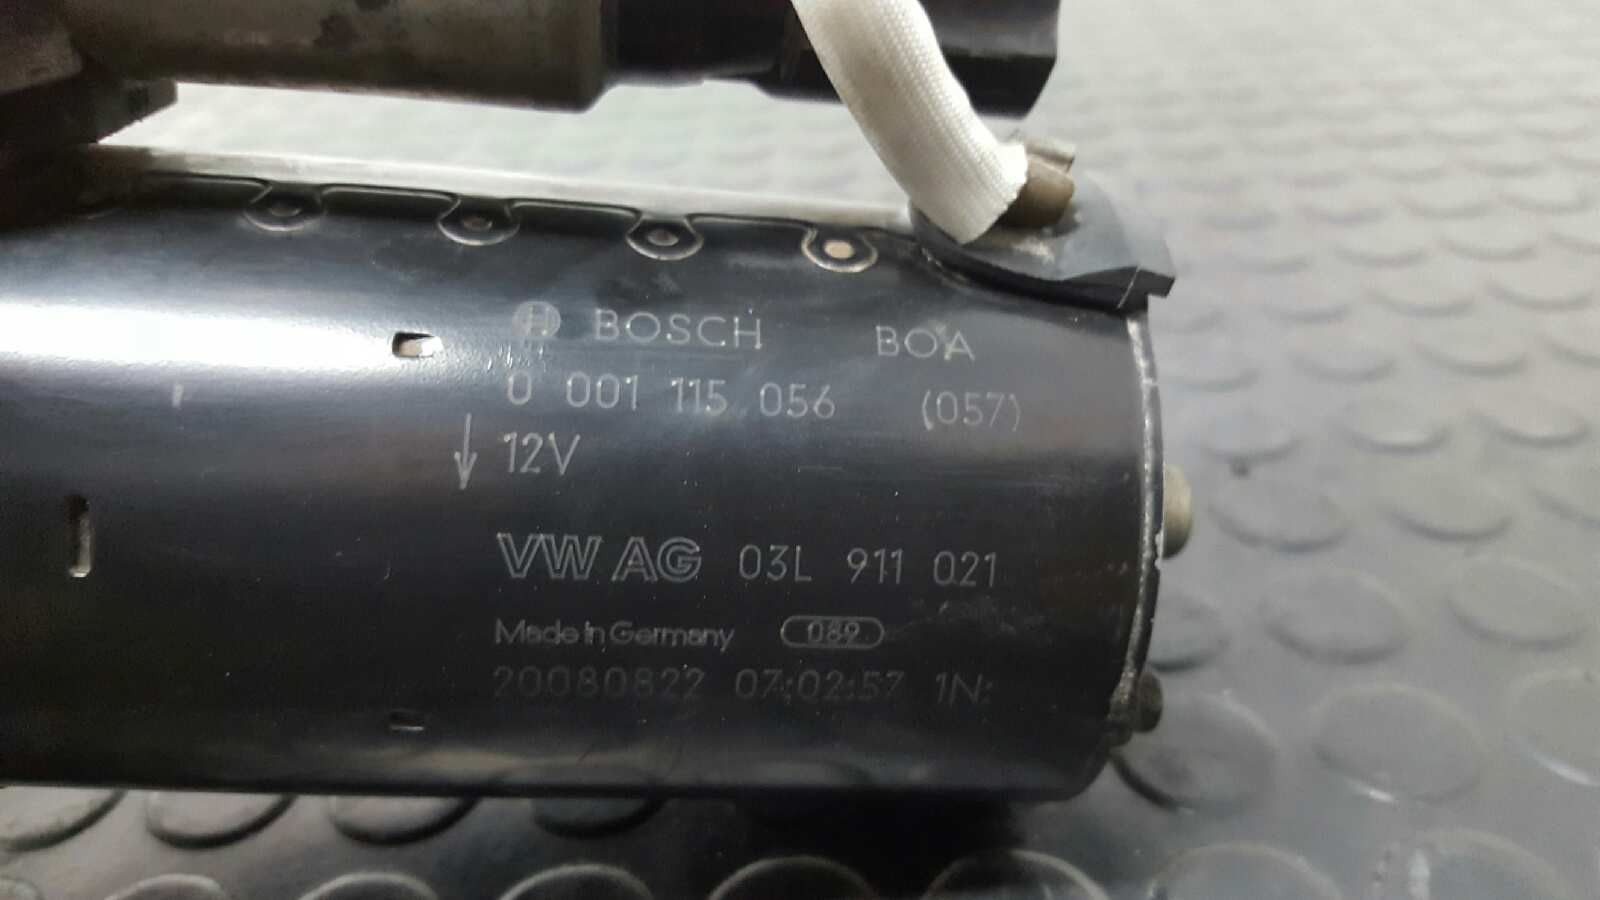 BOSCH BOA
0 001 115 056 (057)
12V
VW AG 03L 911 021
Made in Germany 089
20080822 07:02:57 1N: